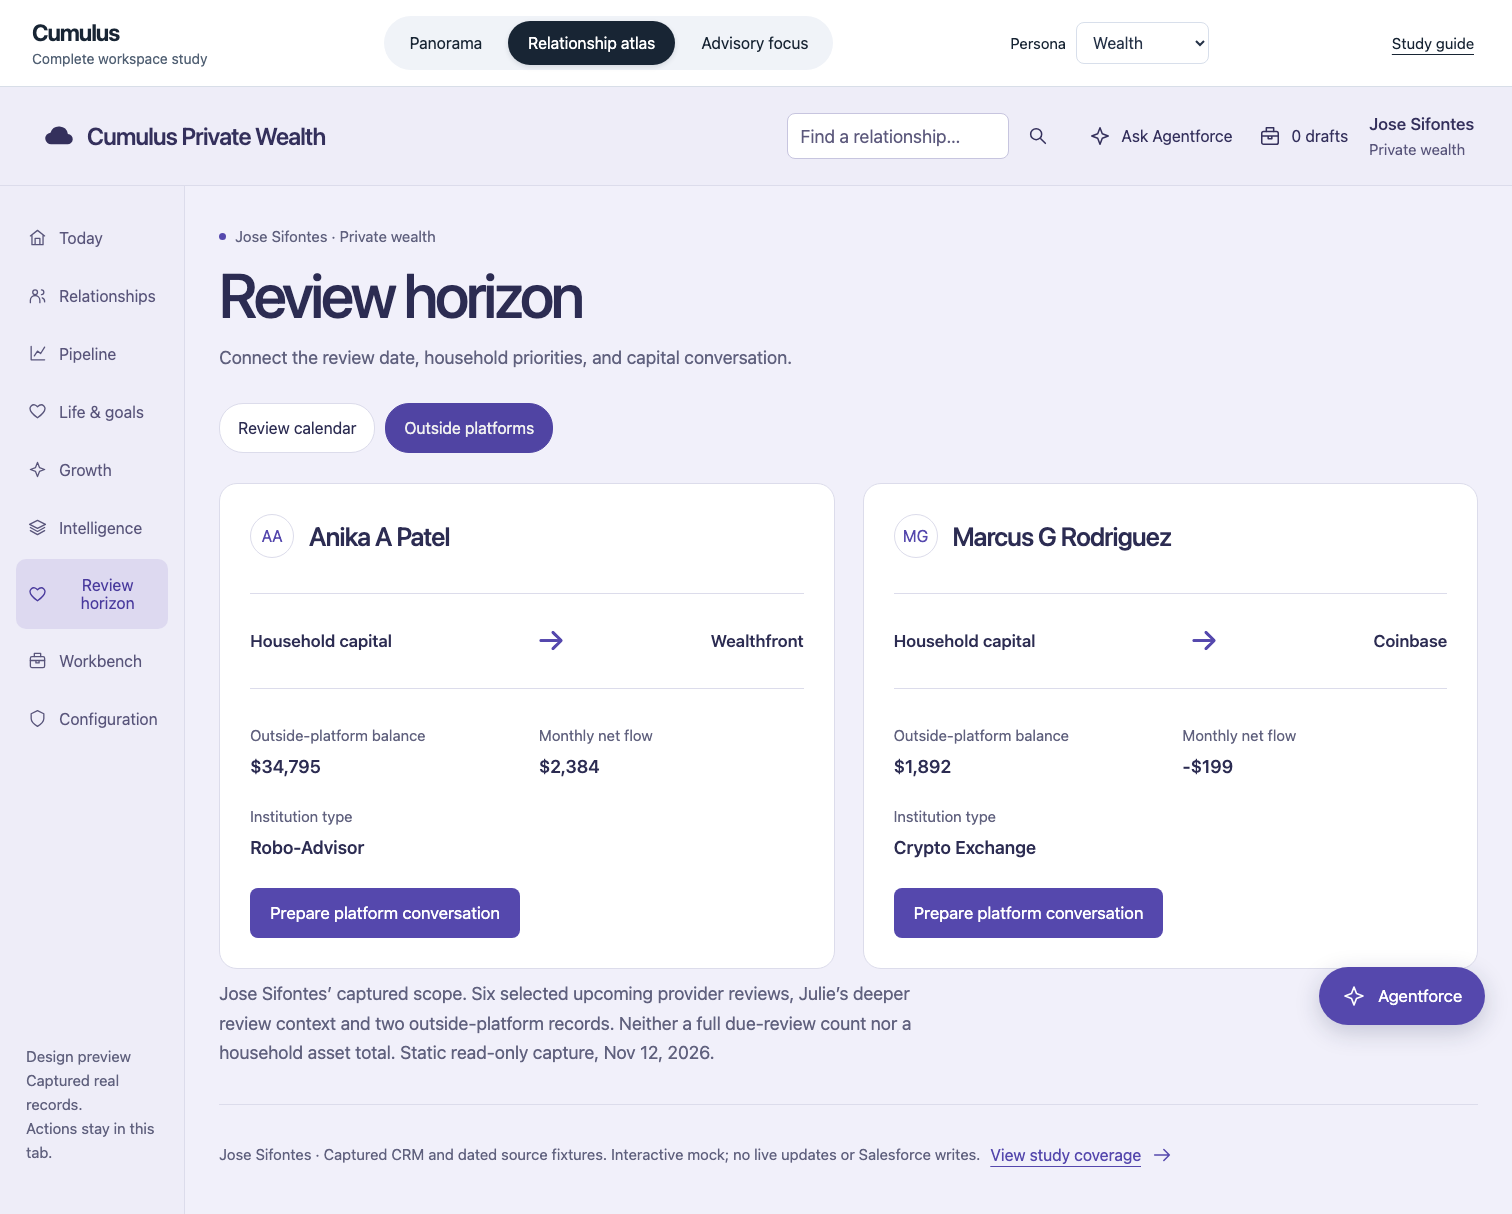 Cumulus
Complete workspace study
Panorama
Relationship atlas
Advisory focus
Persona
Wealth
Study guide
Cumulus Private Wealth
Find a relationship...
Ask Agentforce
0 drafts
Jose Sifontes
Private wealth
Today
Relationships
Pipeline
Life & goals
Growth
Intelligence
Review
horizon
Workbench
Configuration
Design preview
Captured real
records.
Actions stay in this
tab.
Jose Sifontes · Private wealth
Review horizon
Connect the review date, household priorities, and capital conversation.
Review calendar
Outside platforms
AA
Anika A Patel
Household capital
Wealthfront
Outside-platform balance
Monthly net flow
$34,795
$2,384
Institution type
Robo-Advisor
Prepare platform conversation
MG
Marcus G Rodriguez
Household capital
Coinbase
Outside-platform balance
Monthly net flow
$1,892
-$199
Institution type
Crypto Exchange
Prepare platform conversation
Jose Sifontes’ captured scope. Six selected upcoming provider reviews, Julie’s deeper
review context and two outside-platform records. Neither a full due-review count nor a
household asset total. Static read-only capture, Nov 12, 2026.
Agentforce
Jose Sifontes · Captured CRM and dated source fixtures. Interactive mock; no live updates or Salesforce writes.
View study coverage